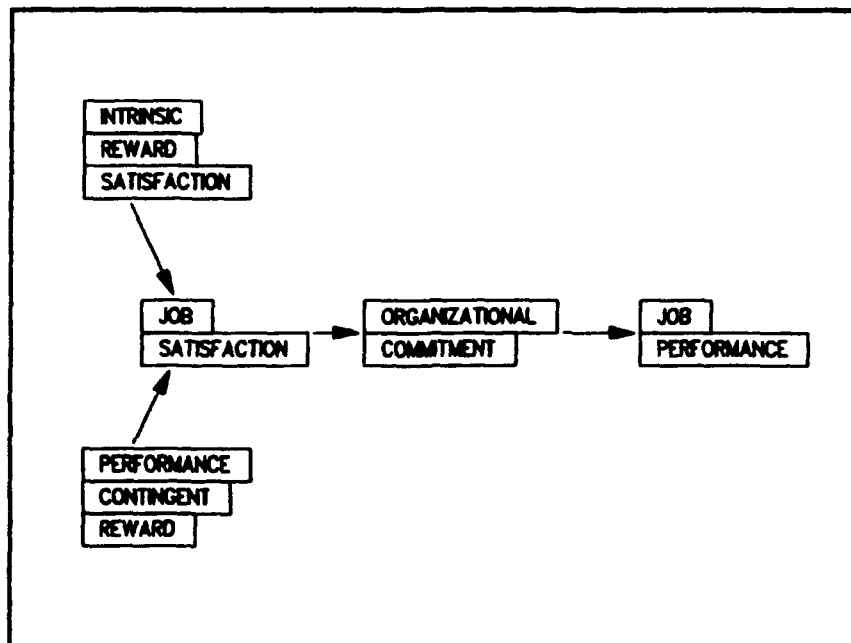 INTRINSIC
REWARD
SATISFACTION
JOB
SATISFACTION
ORGANIZATIONAL
COMMITMENT
JOB
PERFORMANCE
PERFORMANCE
CONTINGENT
REWARD